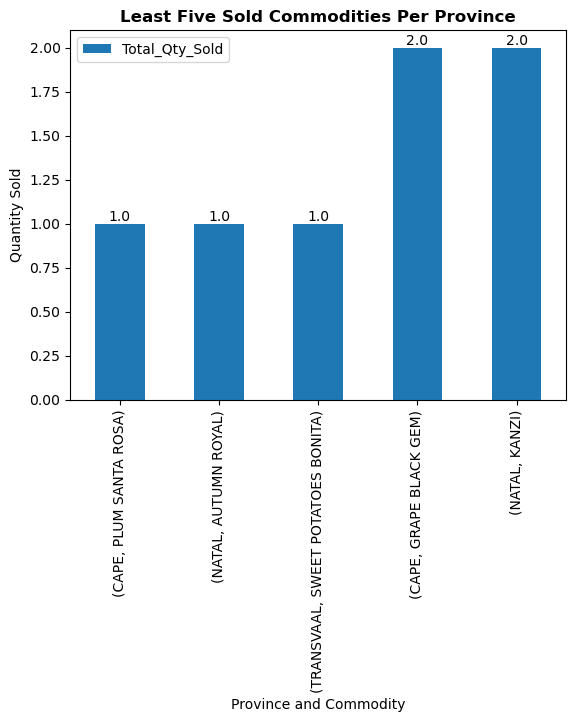 Least Five Sold Commodities Per Province
Total_Qty_Sold
2.00
1.75
1.50
1.25
1.00
0.75
0.50
0.25
0.00
Quantity Sold
1.0
1.0
1.0
2.0
2.0
(CAPE, PLUM SANTA ROSA)
(NATAL, AUTUMN ROYAL)
(TRANSVAAL, SWEET POTATOES BONITA)
(CAPE, GRAPE BLACK GEM)
(NATAL, KANZI)
Province and Commodity